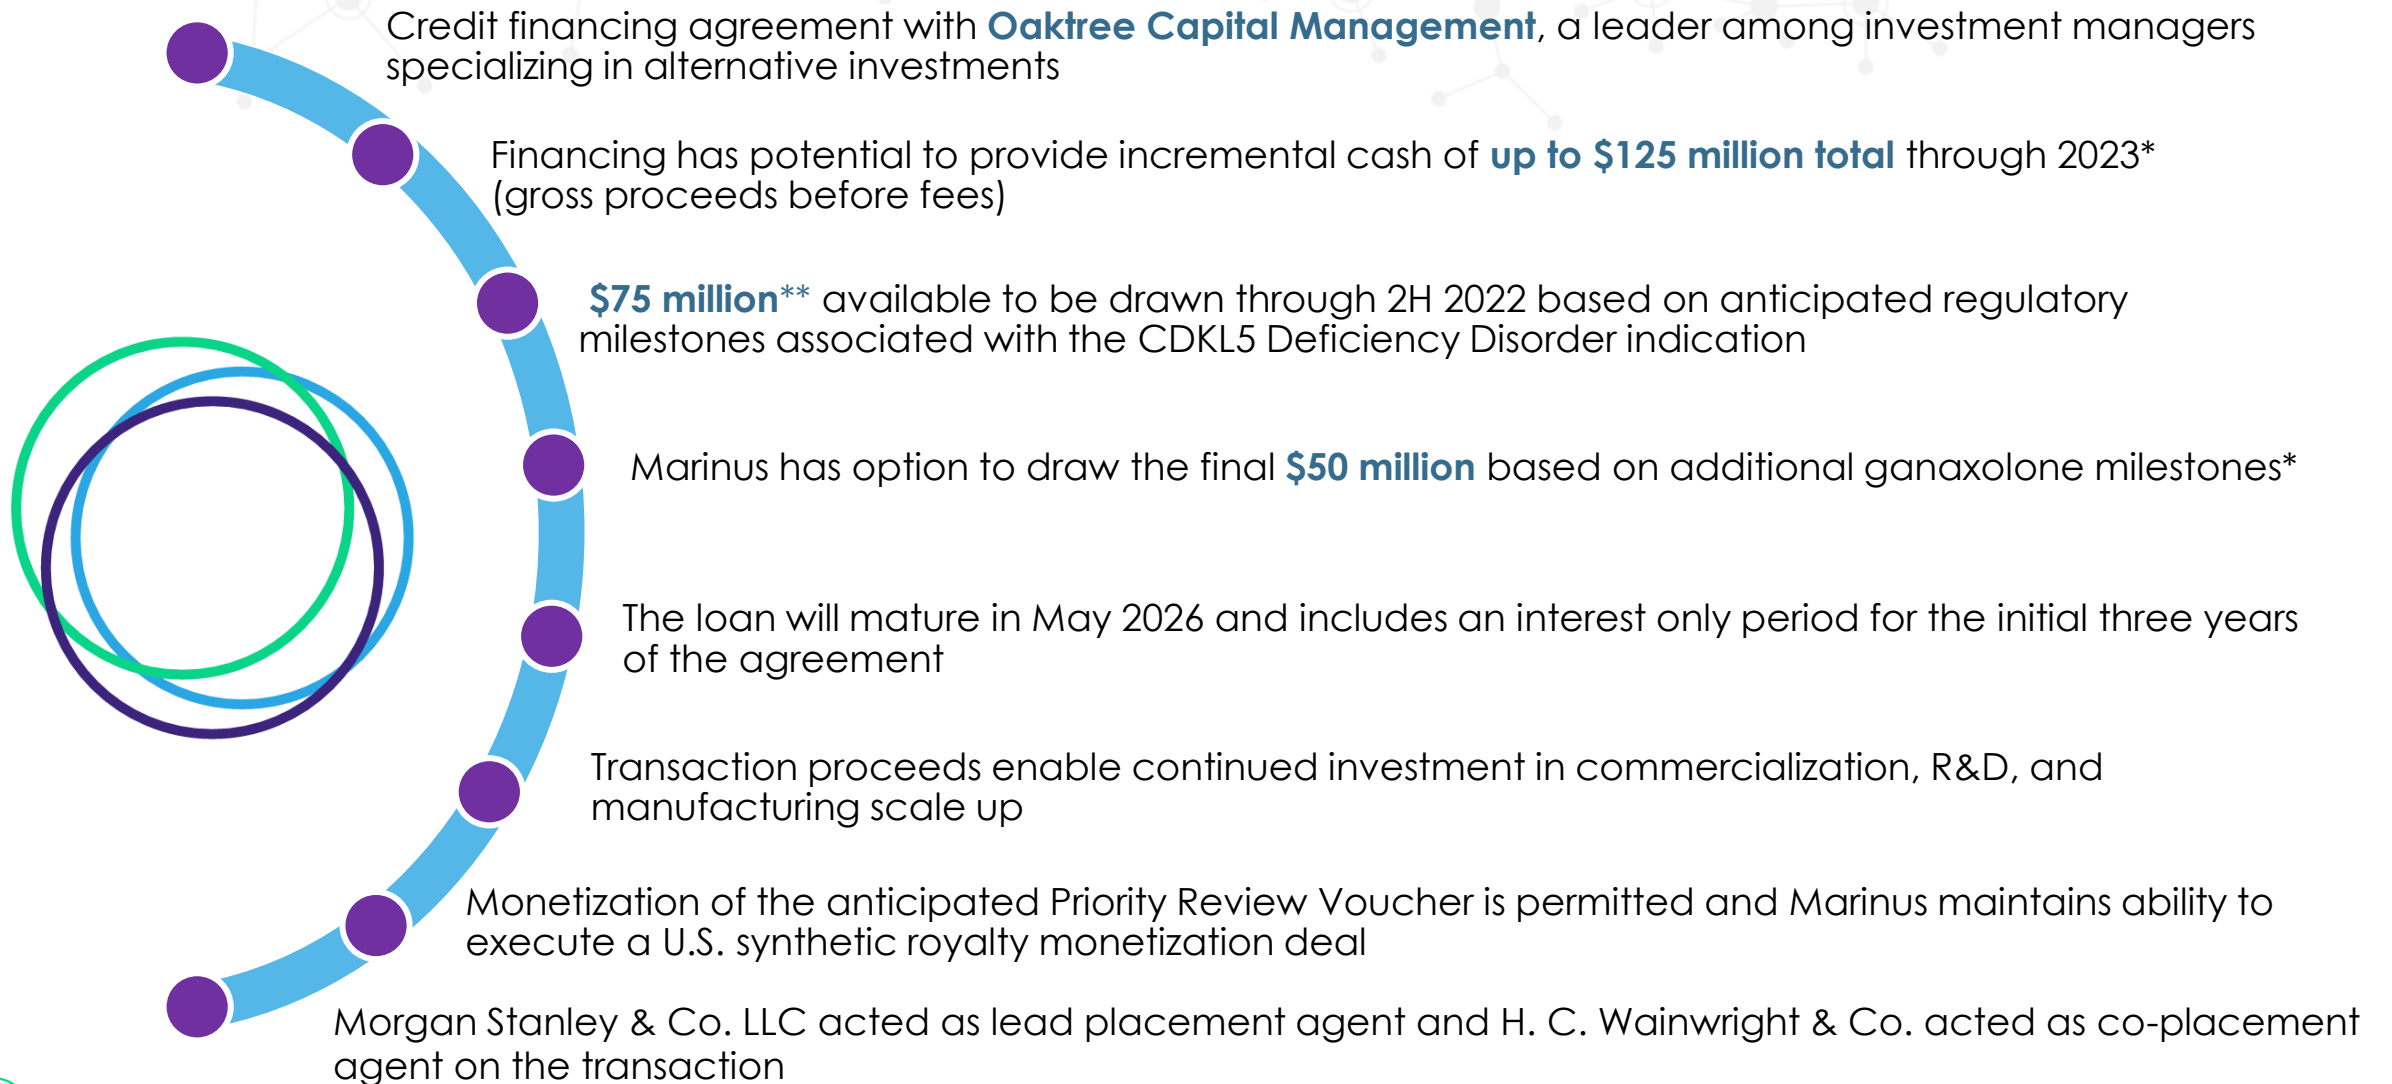 Credit financing agreement with Oaktree Capital Management, a leader among investment managers
specializing in alternative investments
Financing has potential to provide incremental cash of up to $125 million total through 2023*
(gross proceeds before fees)
$75 million** available to be drawn through 2H 2022 based on anticipated regulatory
milestones associated with the CDKL5 Deficiency Disorder indication
Marinus has option to draw the final $50 million based on additional ganaxolone milestones*
The loan will mature in May 2026 and includes an interest only period for the initial three years
of the agreement
Transaction proceeds enable continued investment in commercialization, R&D, and
manufacturing scale up
Monetization of the anticipated Priority Review Voucher is permitted and Marinus maintains ability to
execute a U.S. synthetic royalty monetization deal
Morgan Stanley & Co. LLC acted as lead placement agent and H. C. Wainwright & Co. acted as co-placement
agent on the transaction